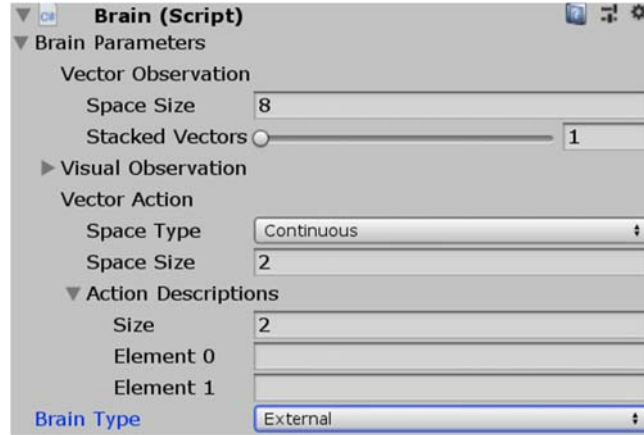 Brain (Script)
Brain Parameters
Vector Observation
Space Size 8
Stacked Vectors 1
Visual Observation
Vector Action
Space Type Continuous
Space Size 2
Action Descriptions
Size 2
Element 0
Element 1
Brain Type External